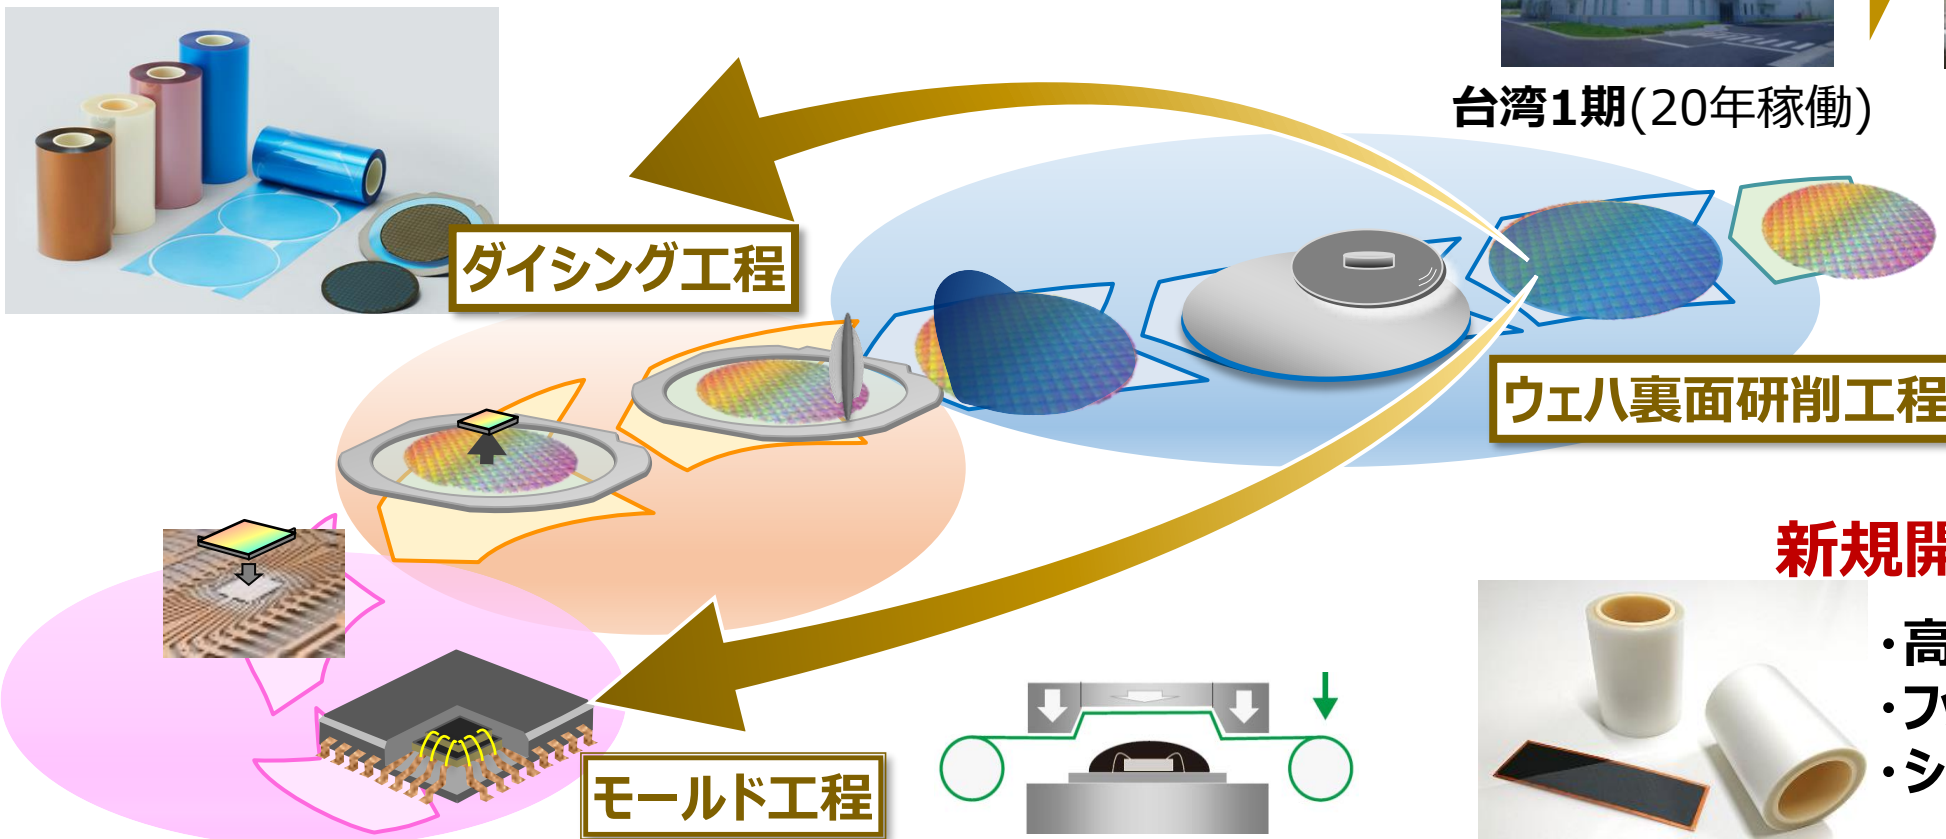 台湾1期(20年稼働)
ダイシング工程
ウェハ裏面研削工程
新規開
・高
・フ
・シ
モールド工程